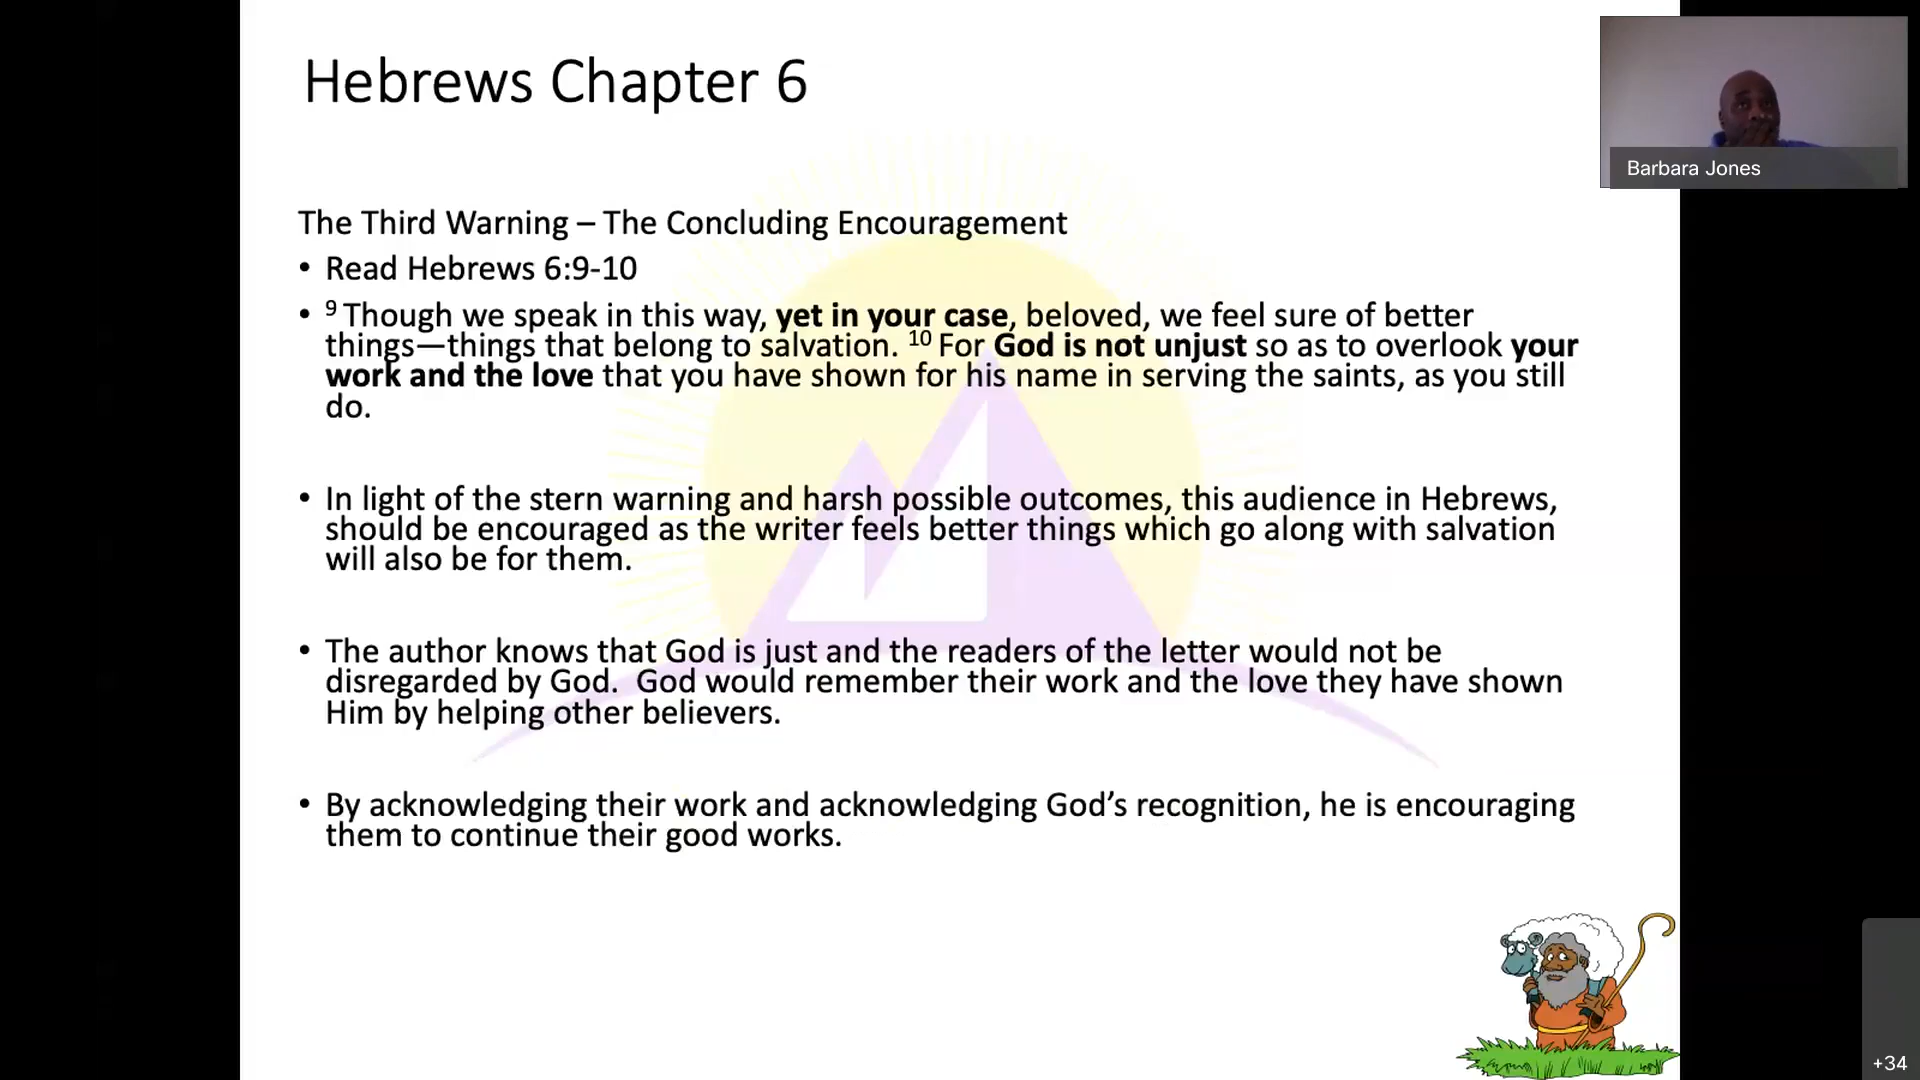 Hebrews Chapter 6
Barbara Jones
The Third Warning – The Concluding Encouragement
• Read Hebrews 6:9-10
• 9 Though we speak in this way, yet in your case, beloved, we feel sure of better
things—things that belong to salvation. 10 For God is not unjust so as to overlook your
work and the love that you have shown for his name in serving the saints, as you still
do.
• In light of the stern warning and harsh possible outcomes, this audience in Hebrews,
should be encouraged as the writer feels better things which go along with salvation
will also be for them.
• The author knows that God is just and the readers of the letter would not be
disregarded by God.  God would remember their work and the love they have shown
Him by helping other believers.
• By acknowledging their work and acknowledging God’s recognition, he is encouraging
them to continue their good works.
+34